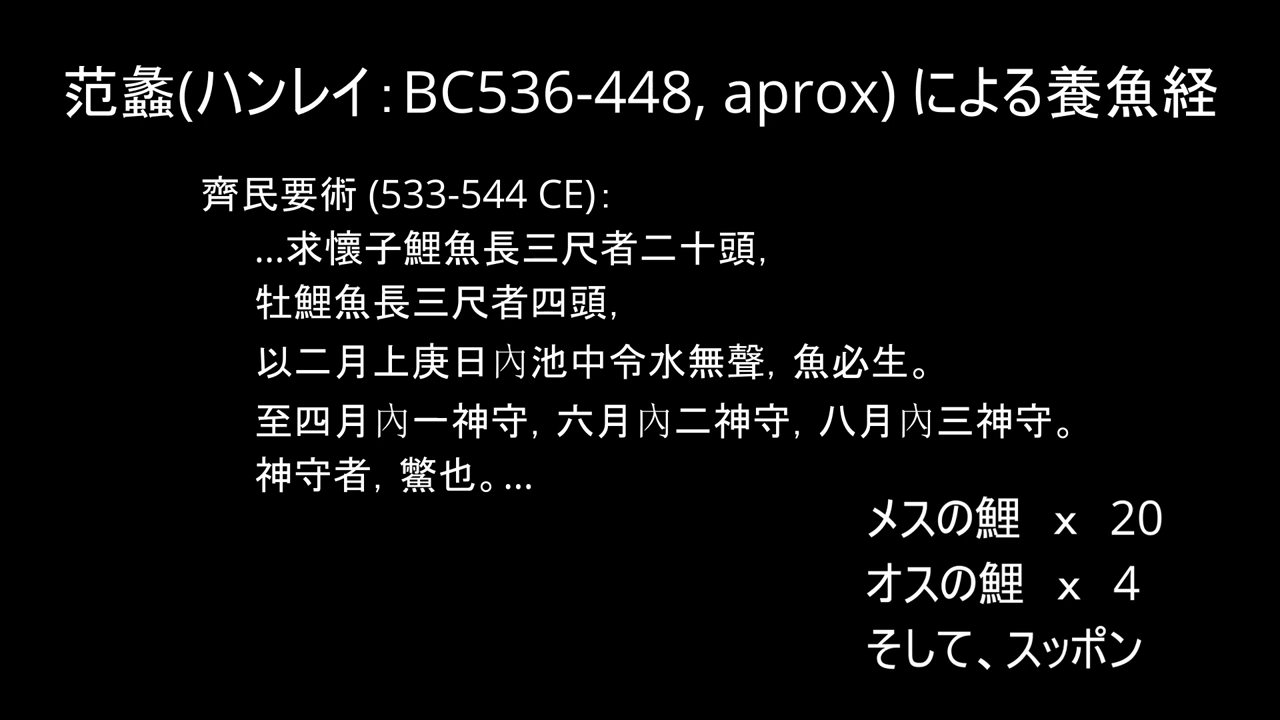 范蠡(ハンレイ：BC536-448, aprox) による養魚経
齊民要術 (533-544 CE)：
...求懷子鯉魚長三尺者二十頭，
牡鯉魚長三尺者四頭，
以二月上庚日內池中令水無聲，魚必生。
至四月內一神守，六月內二神守，八月內三神守。
神守者，鱉也。...
メスの鯉　x　20
オスの鯉　x　4
そして、スッポン